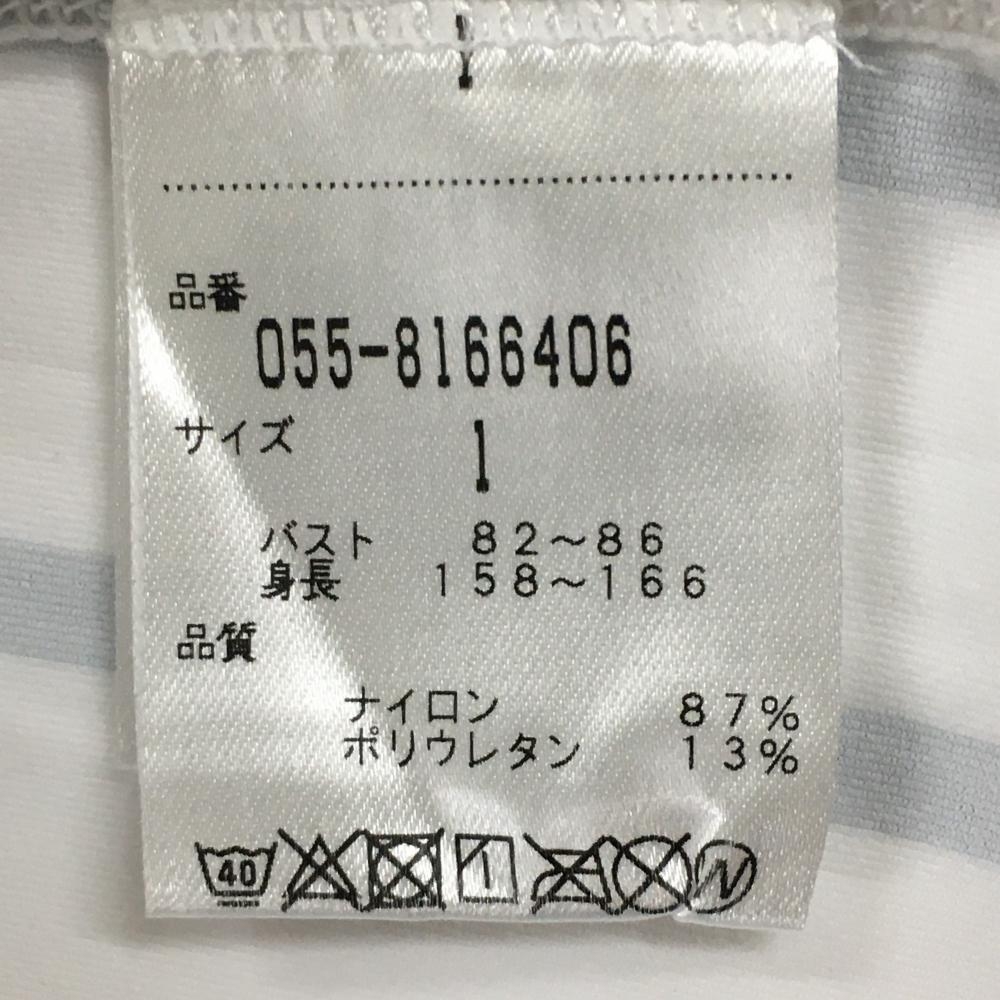 品番
055-8166406
サイズ
1
バスト 82～86
身長 158～166
品質
ナイロン 87%
ポリウレタン 13%
40 W